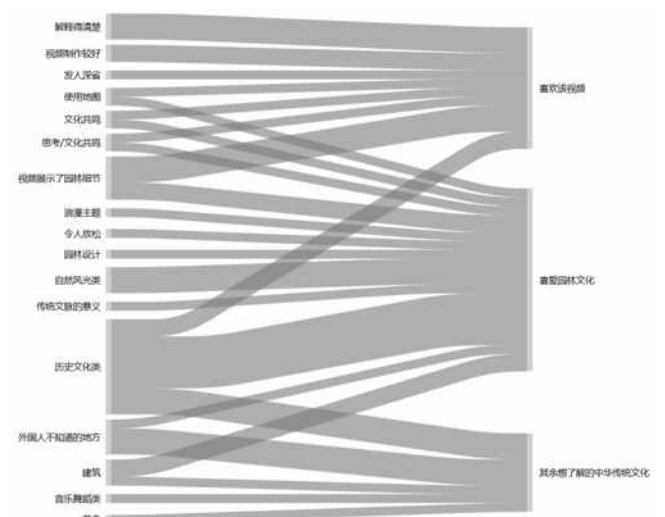 解释得清楚
视频制作较好
发人深省
使用地图
文化共鸣
思考/文化共鸣
视频展示了园林细节
浪漫主题
令人放松
园林设计
自然风光类
传统文脉的意义
历史文化类
外国人不知道的地方
建筑
音乐舞蹈类
喜欢该视频
喜爱园林文化
其余想了解的中华传统文化